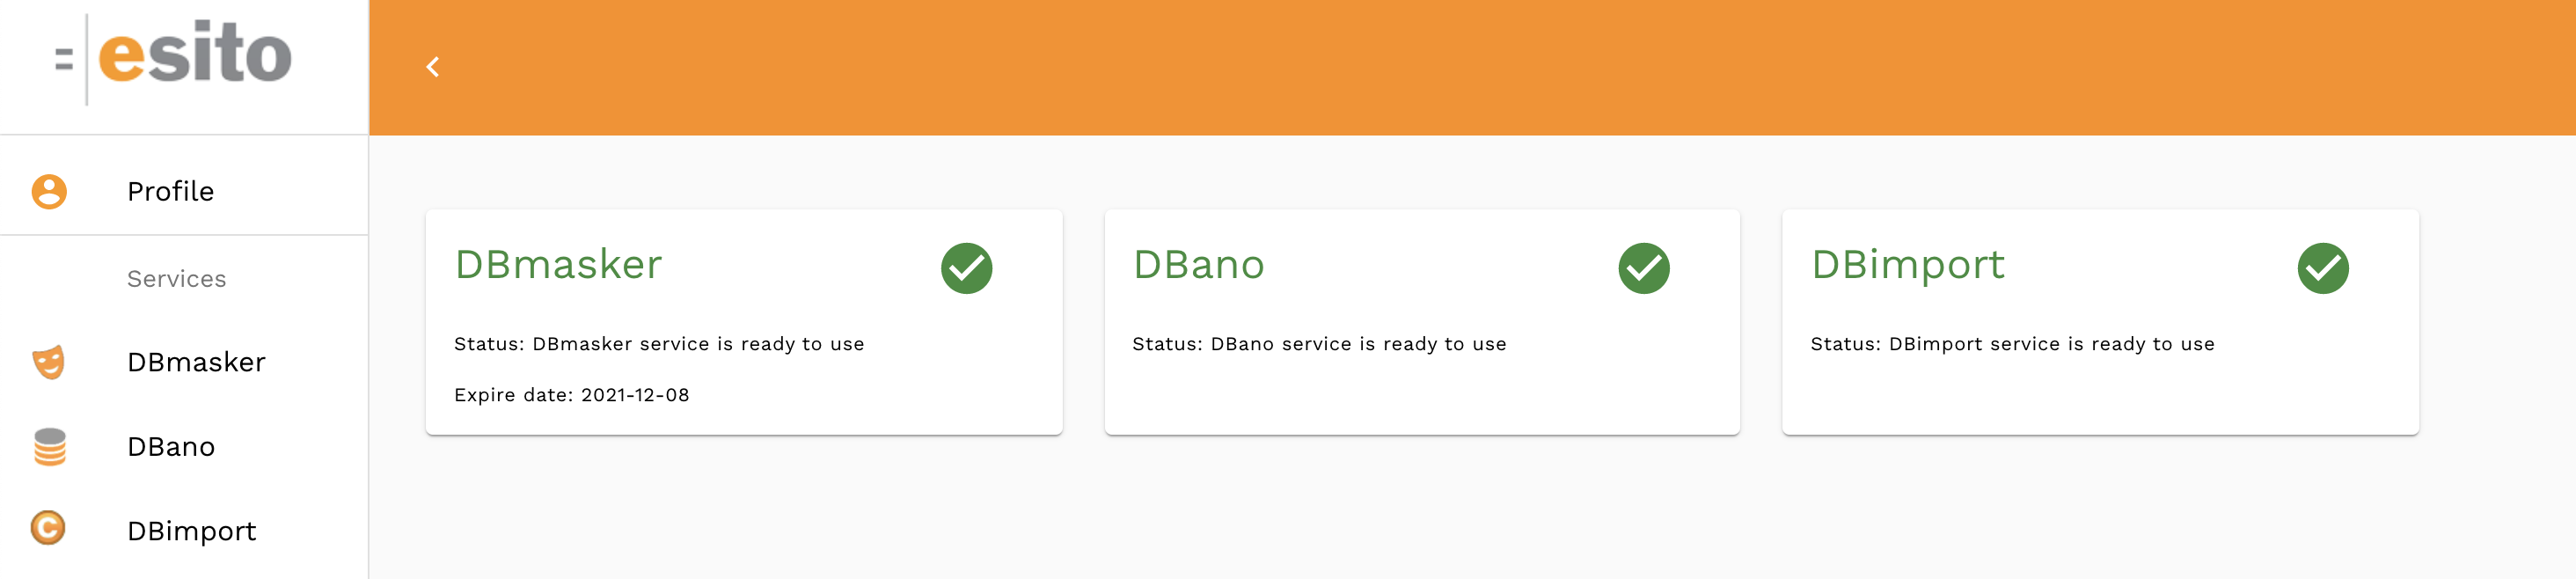 esito
Profile
Services
DBmasker
DBano
DBimport
DBmasker
Status: DBmasker service is ready to use
Expire date: 2021-12-08
DBano
Status: DBano service is ready to use
DBimport
Status: DBimport service is ready to use